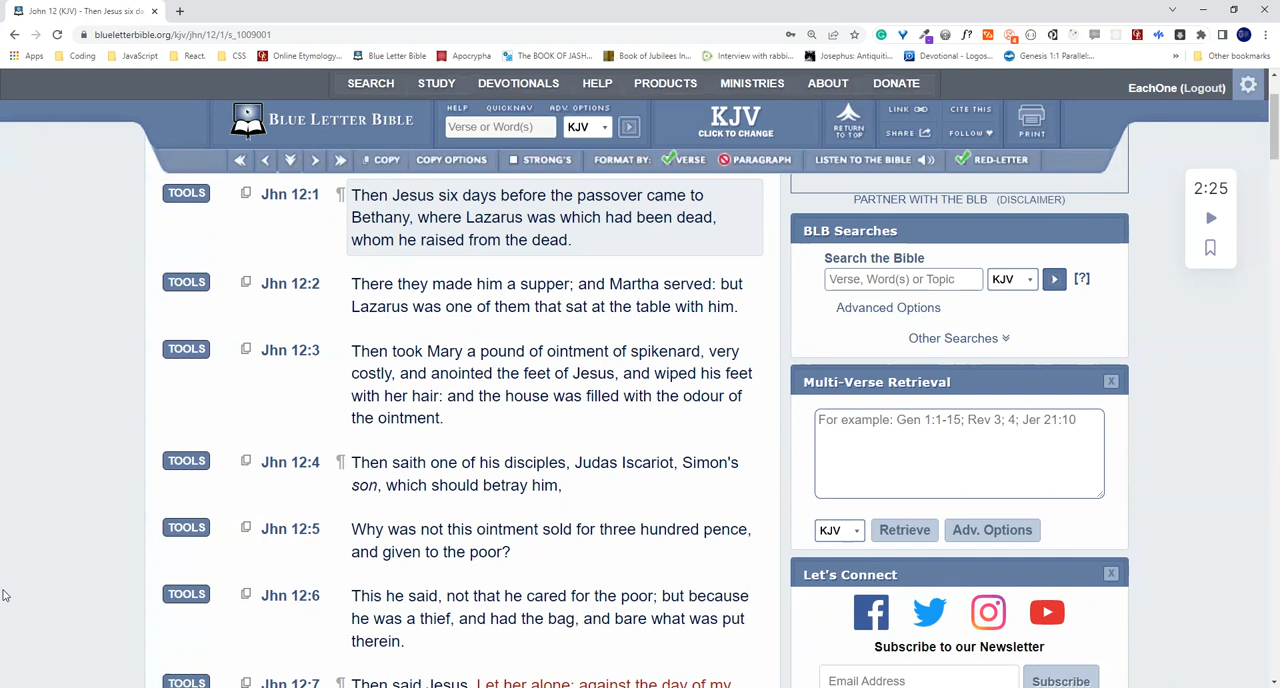 John 12 (KJV) - Then Jesus six da
blueletterbible.org/kjv/jhn/12/1/s_1009001
Apps Coding JavaScript React. CSS Online Etymology... Blue Letter Bible Apocrypha The BOOK OF JASH... Book of Jubilees In... Interview with rabbi... Josephus: Antiquiti... Devotional - Logos... Genesis 1:1 Parallel:... » Other bookmarks
SEARCH STUDY DEVOTIONALS HELP PRODUCTS MINISTRIES ABOUT DONATE
EachOne (Logout)
BLUE LETTER BIBLE
HELP QUICKNAV ADV. OPTIONS
Verse or Word(s) KJV
KJV
CLICK TO CHANGE
RETURN
TO TOP
LINK CITE THIS
SHARE FOLLOW
PRINT
COPY COPY OPTIONS STRONG'S FORMAT BY: VERSE PARAGRAPH LISTEN TO THE BIBLE RED-LETTER
TOOLS Jhn 12:1 ¶ Then Jesus six days before the passover came to
Bethany, where Lazarus was which had been dead,
whom he raised from the dead.
TOOLS Jhn 12:2 There they made him a supper; and Martha served: but
Lazarus was one of them that sat at the table with him.
TOOLS Jhn 12:3 Then took Mary a pound of ointment of spikenard, very
costly, and anointed the feet of Jesus, and wiped his feet
with her hair: and the house was filled with the odour of
the ointment.
TOOLS Jhn 12:4 ¶ Then saith one of his disciples, Judas Iscariot, Simon's
son, which should betray him,
TOOLS Jhn 12:5 Why was not this ointment sold for three hundred pence,
and given to the poor?
TOOLS Jhn 12:6 This he said, not that he cared for the poor; but because
he was a thief, and had the bag, and bare what was put
therein.
TOOLS Jhn 12:7 ¶ Then said Jesus, Let her alone: against the day of my
PARTNER WITH THE BLB (DISCLAIMER)
BLB Searches
Search the Bible
Verse, Word(s) or Topic KJV [?]
Advanced Options
Other Searches
Multi-Verse Retrieval X
For example: Gen 1:1-15; Rev 3; 4; Jer 21:10
KJV Retrieve Adv. Options
Let's Connect X
Subscribe to our Newsletter
Email Address Subscribe
2:25